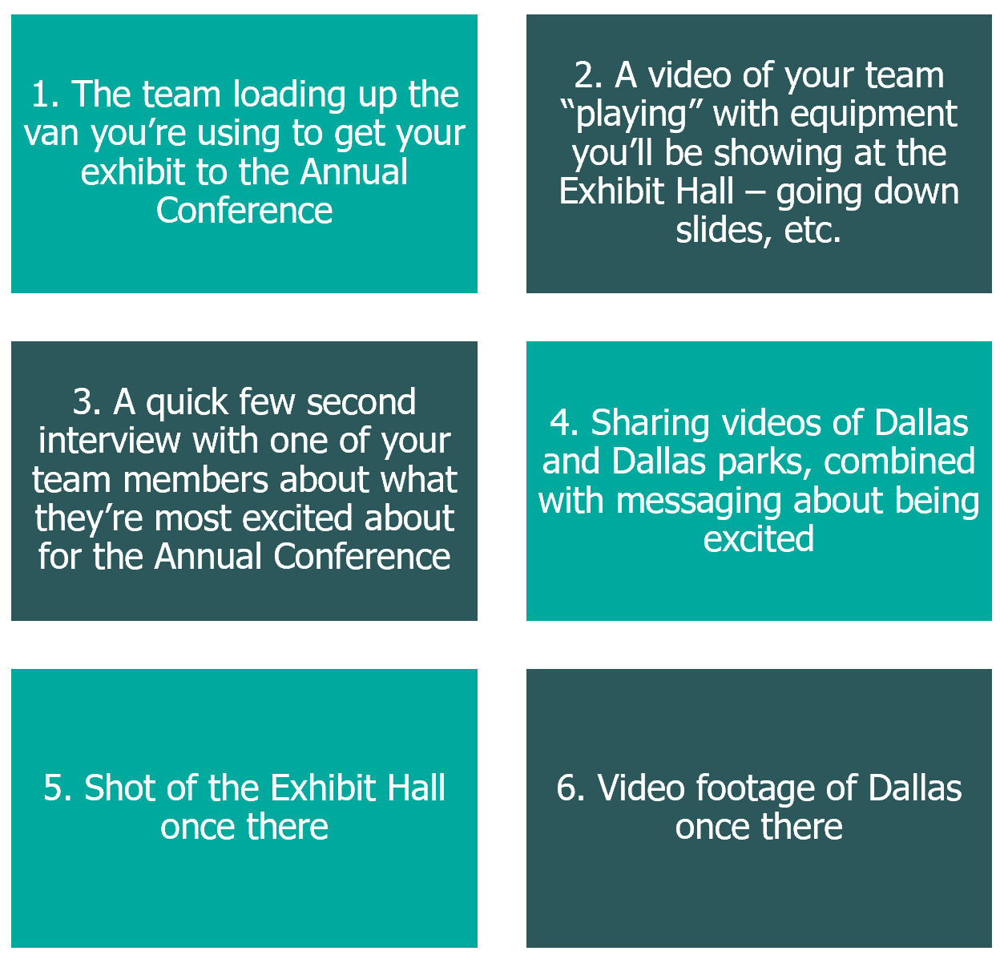 1. The team loading up the
van you’re using to get your
exhibit to the Annual
Conference
2. A video of your team
“playing” with equipment
you’ll be showing at the
Exhibit Hall – going down
slides, etc.
3. A quick few second
interview with one of your
team members about what
they’re most excited about
for the Annual Conference
4. Sharing videos of Dallas
and Dallas parks, combined
with messaging about being
excited
5. Shot of the Exhibit Hall
once there
6. Video footage of Dallas
once there